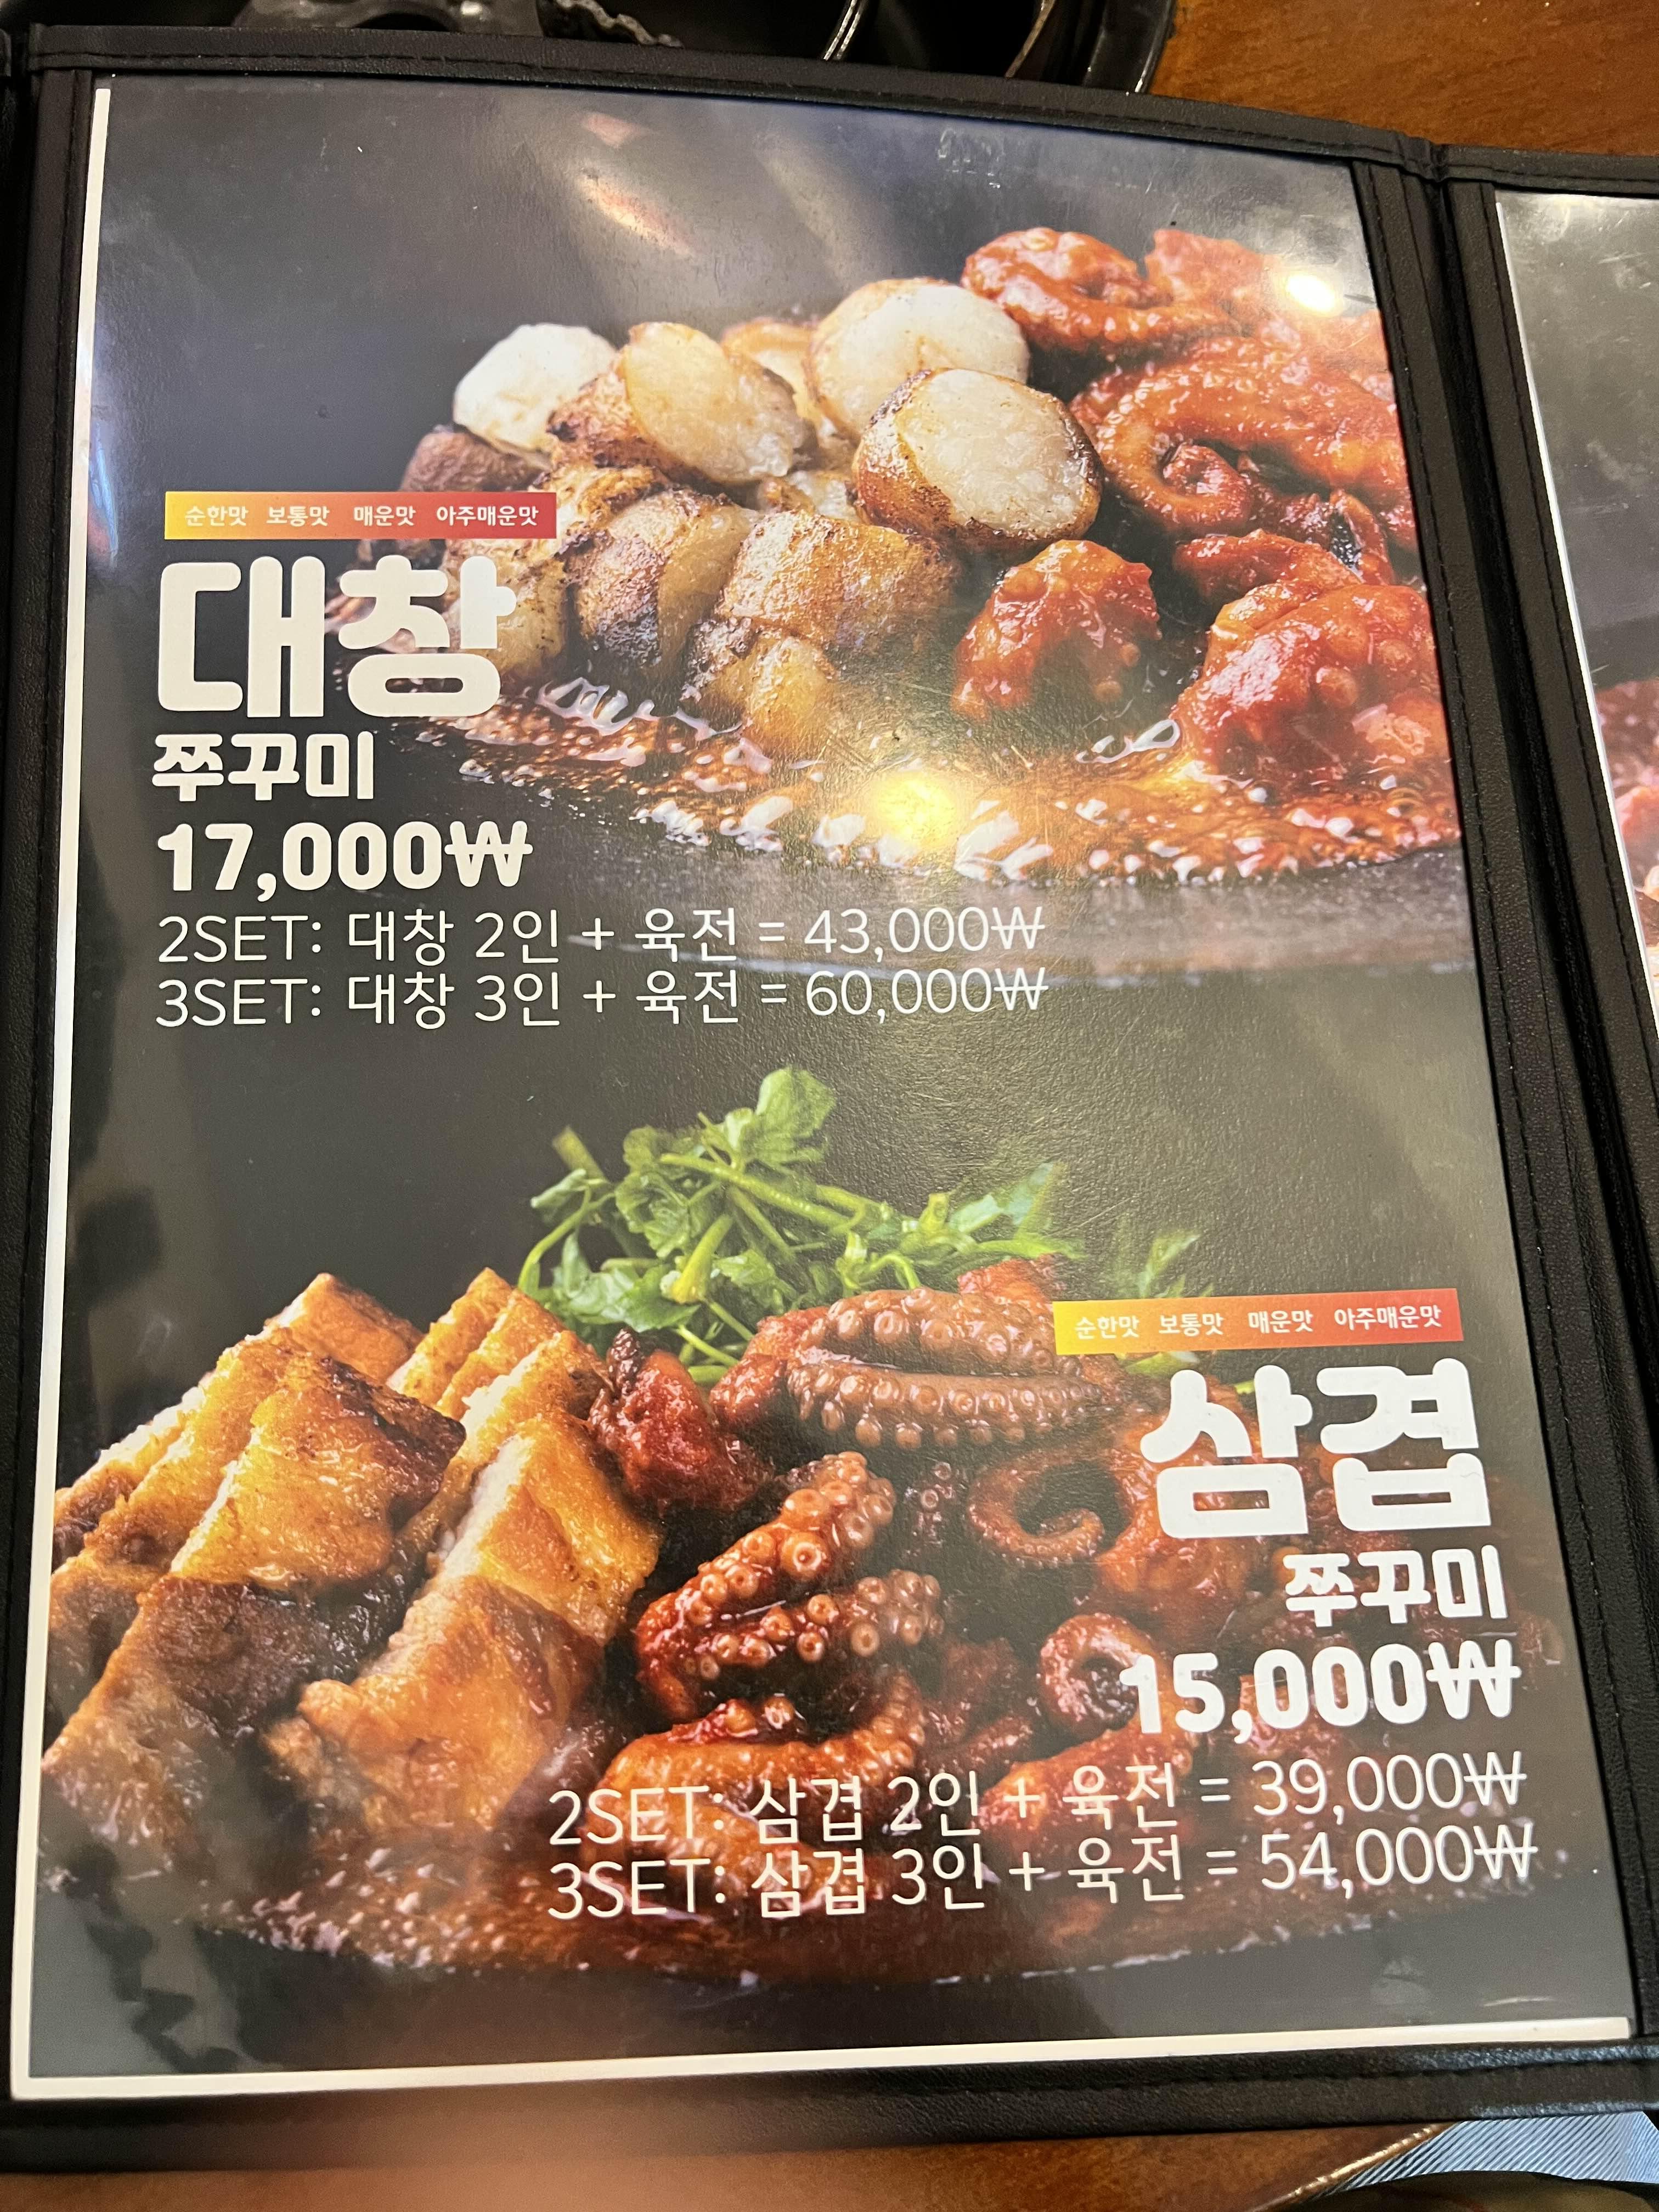 순한맛 보통맛 매운맛 아주매운맛
대창
쭈꾸미
17,000₩
2SET: 대창 2인 + 육전 = 43,000₩
3SET: 대창 3인 + 육전 = 60,000₩
순한맛 보통맛 매운맛 아주매운맛
삼겹
쭈꾸미
15,000₩
2SET: 삼겹 2인 + 육전 = 39,000₩
3SET: 삼겹 3인 + 육전 = 54,000₩